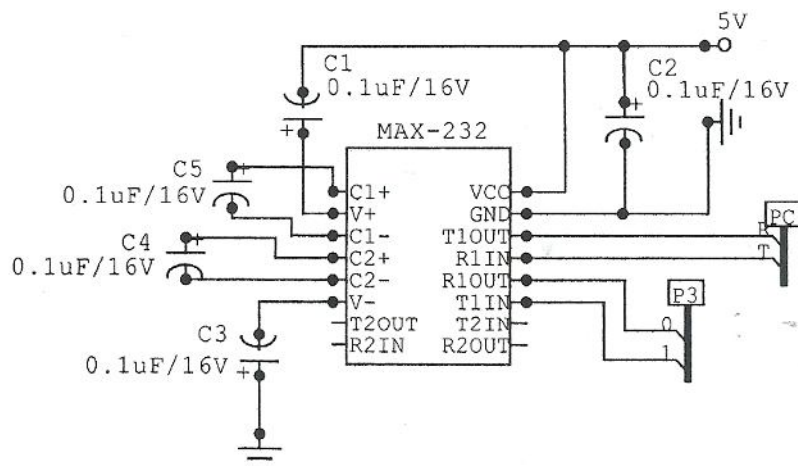 5V
C1
0.1uF/16V
C2
0.1uF/16V
MAX-232
C5
0.1uF/16V
C4
0.1uF/16V
C3
0.1uF/16V
+
+
+
+
+
C1+
V+
C1-
C2+
C2-
V-
T2OUT
R2IN
VCC
GND
T1OUT
R1IN
R1OUT
T1IN
T2IN
R2OUT
PC
R
T
P3
0
1